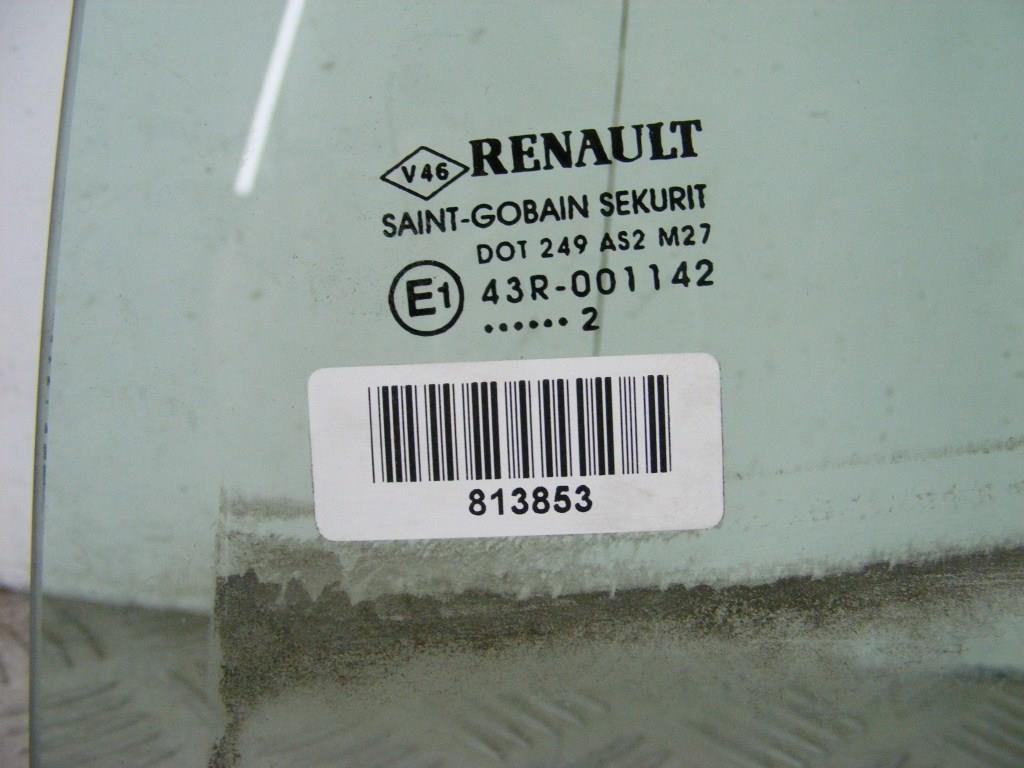 V46 RENAULT
SAINT-GOBAIN SEKURIT
DOT 249 AS2 M27
E1 43R-001142
...... 2
813853